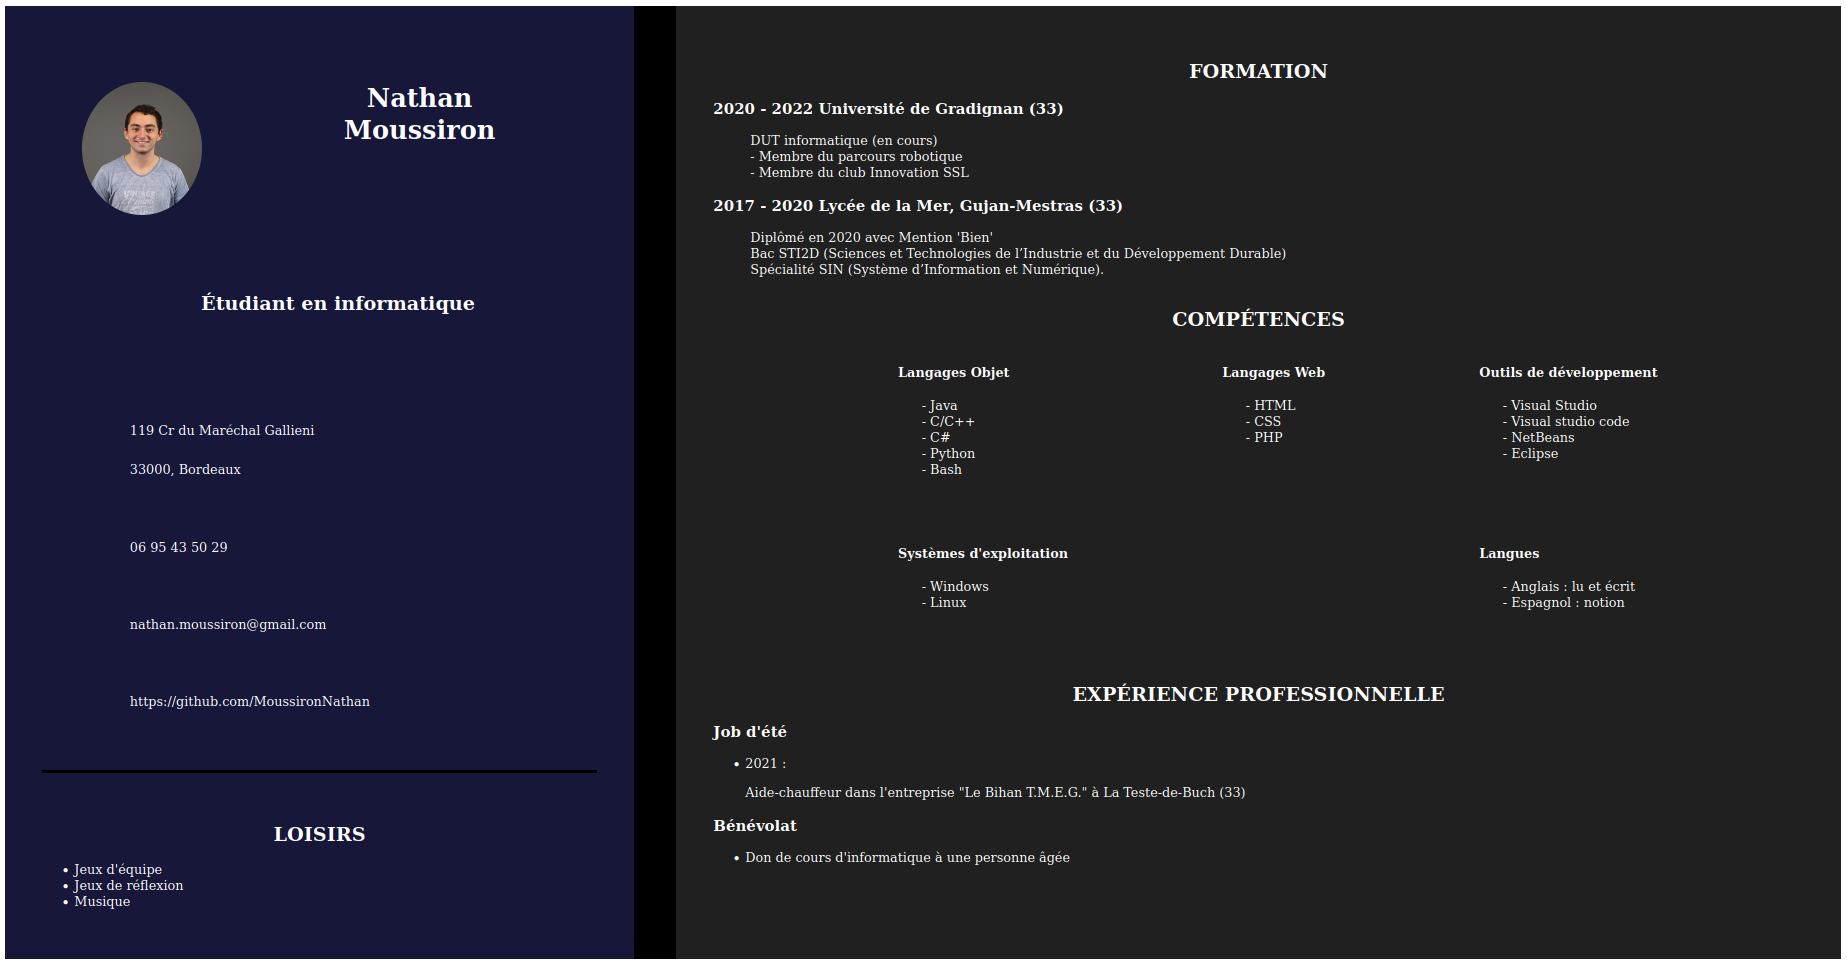 Nathan
Moussiron
Étudiant en informatique
119 Cr du Maréchal Gallieni
33000, Bordeaux
06 95 43 50 29
nathan.moussiron@gmail.com
https://github.com/MoussironNathan
LOISIRS
• Jeux d'équipe
• Jeux de réflexion
• Musique
FORMATION
2020 - 2022 Université de Gradignan (33)
DUT informatique (en cours)
- Membre du parcours robotique
- Membre du club Innovation SSL
2017 - 2020 Lycée de la Mer, Gujan-Mestras (33)
Diplômé en 2020 avec Mention 'Bien'
Bac STI2D (Sciences et Technologies de l’Industrie et du Développement Durable)
Spécialité SIN (Système d’Information et Numérique).
COMPÉTENCES
Langages Objet
- Java
- C/C++
- C#
- Python
- Bash
Langages Web
- HTML
- CSS
- PHP
Outils de développement
- Visual Studio
- Visual studio code
- NetBeans
- Eclipse
Systèmes d'exploitation
- Windows
- Linux
Langues
- Anglais : lu et écrit
- Espagnol : notion
EXPÉRIENCE PROFESSIONNELLE
Job d'été
• 2021 :
Aide-chauffeur dans l'entreprise "Le Bihan T.M.E.G." à La Teste-de-Buch (33)
Bénévolat
• Don de cours d'informatique à une personne âgée